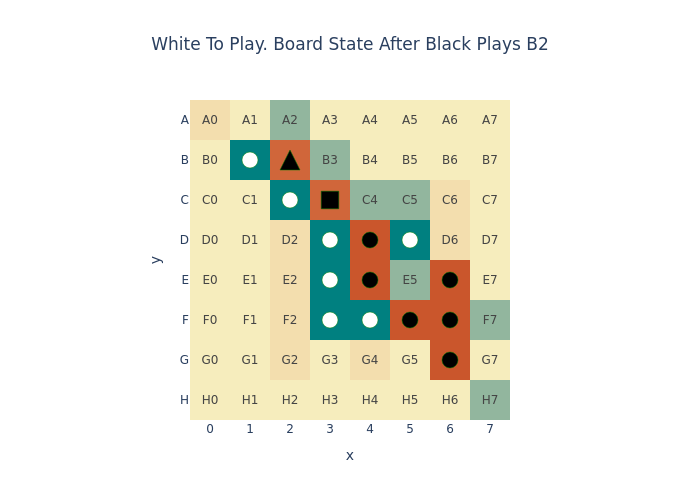 White To Play. Board State After Black Plays B2
A A0 A1 A2 A3 A4 A5 A6 A7
B B0 B3 B4 B5 B6 B7
C C0 C1 C4 C5 C6 C7
D D0 D1 D2 D6 D7
E E0 E1 E2 E5 E7
F F0 F1 F2 F7
G G0 G1 G2 G3 G4 G5 G7
H H0 H1 H2 H3 H4 H5 H6 H7
0 1 2 3 4 5 6 7
x
y